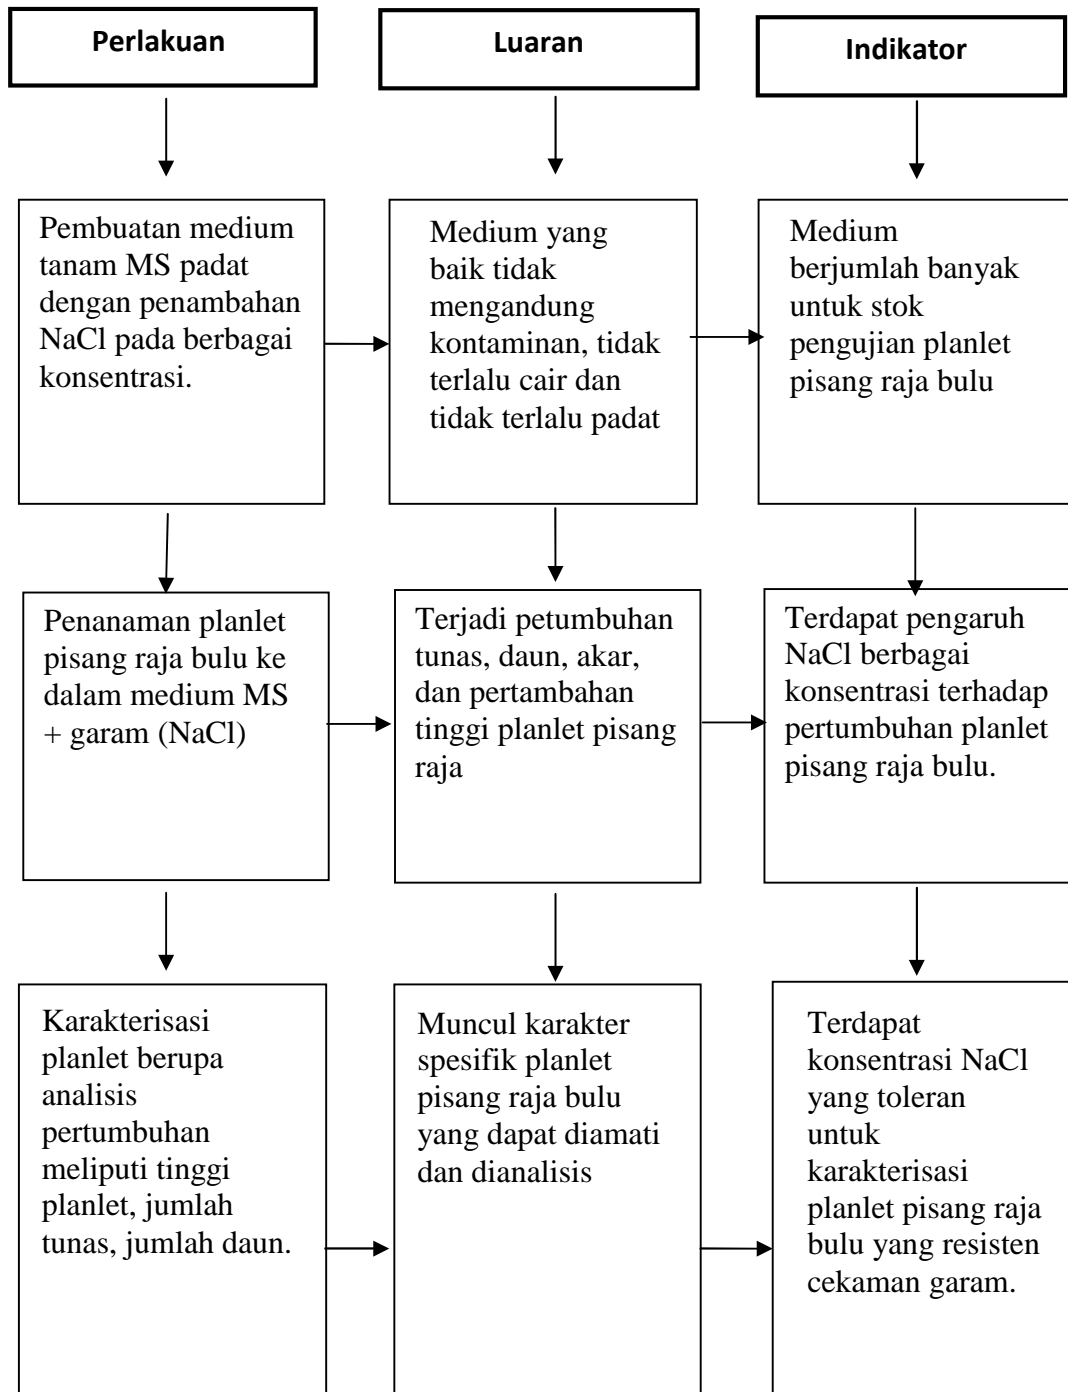 Perlakuan
Luaran
Indikator
Pembuatan medium
tanam MS padat
dengan penambahan
NaCl pada berbagai
konsentrasi.
Medium yang
baik tidak
mengandung
kontaminan, tidak
terlalu cair dan
tidak terlalu padat
Medium
berjumlah banyak
untuk stok
pengujian planlet
pisang raja bulu
Penanaman planlet
pisang raja bulu ke
dalam medium MS
+ garam (NaCl)
Terjadi petumbuhan
tunas, daun, akar,
dan pertambahan
tinggi planlet pisang
raja
Terdapat pengaruh
NaCl berbagai
konsentrasi terhadap
pertumbuhan planlet
pisang raja bulu.
Karakterisasi
planlet berupa
analisis
pertumbuhan
meliputi tinggi
planlet, jumlah
tunas, jumlah daun.
Muncul karakter
spesifik planlet
pisang raja bulu
yang dapat diamati
dan dianalisis
Terdapat
konsentrasi NaCl
yang toleran
untuk
karakterisasi
planlet pisang raja
bulu yang resisten
cekaman garam.